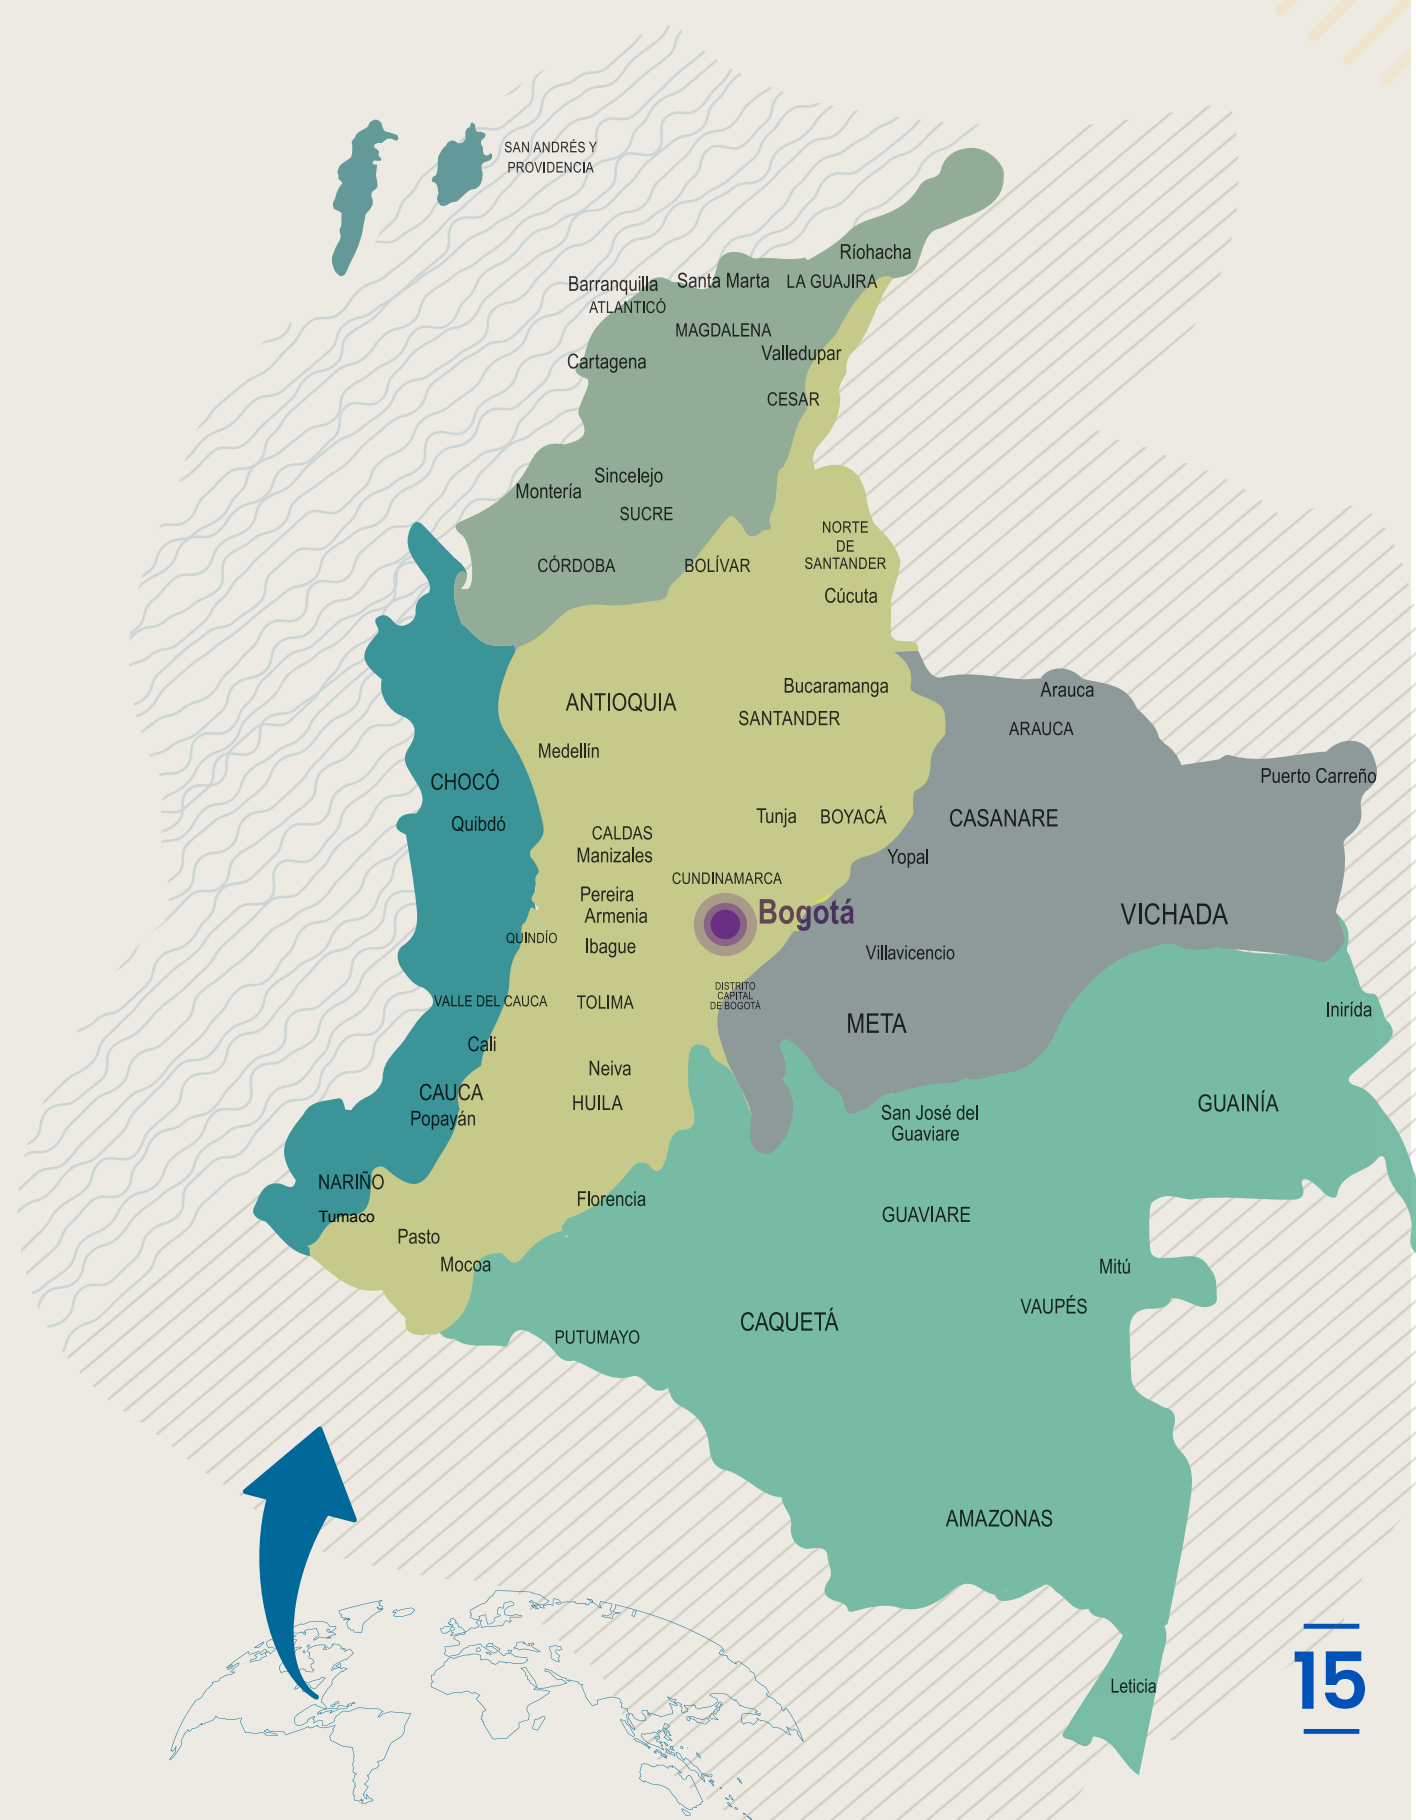 SAN ANDRÉS Y
PROVIDENCIA
Ríohacha
Barranquilla
Santa Marta
LA GUAJIRA
ATLANTICÓ
MAGDALENA
Valledupar
Cartagena
CESAR
Sincelejo
Montería
SUCRE
NORTE
DE
SANTANDER
CÓRDOBA
BOLÍVAR
Cúcuta
Bucaramanga
Arauca
ANTIOQUIA
SANTANDER
ARAUCA
Medellín
CHOCÓ
Puerto Carreño
Quibdó
Tunja
BOYACÁ
CASANARE
CALDAS
Manizales
Yopal
CUNDINAMARCA
Pereira
Armenia
Bogotá
VICHADA
QUINDÍO
Ibague
Villavicencio
DISTRITO
CAPITAL
DE BOGOTÁ
VALLE DEL CAUCA
TOLIMA
Inirída
META
Cali
Neiva
CAUCA
HUILA
GUAINÍA
Popayán
San José del
Guaviare
NARIÑO
Florencia
Tumaco
GUAVIARE
Pasto
Mocoa
Mitú
VAUPÉS
CAQUETÁ
PUTUMAYO
AMAZONAS
Leticia
15